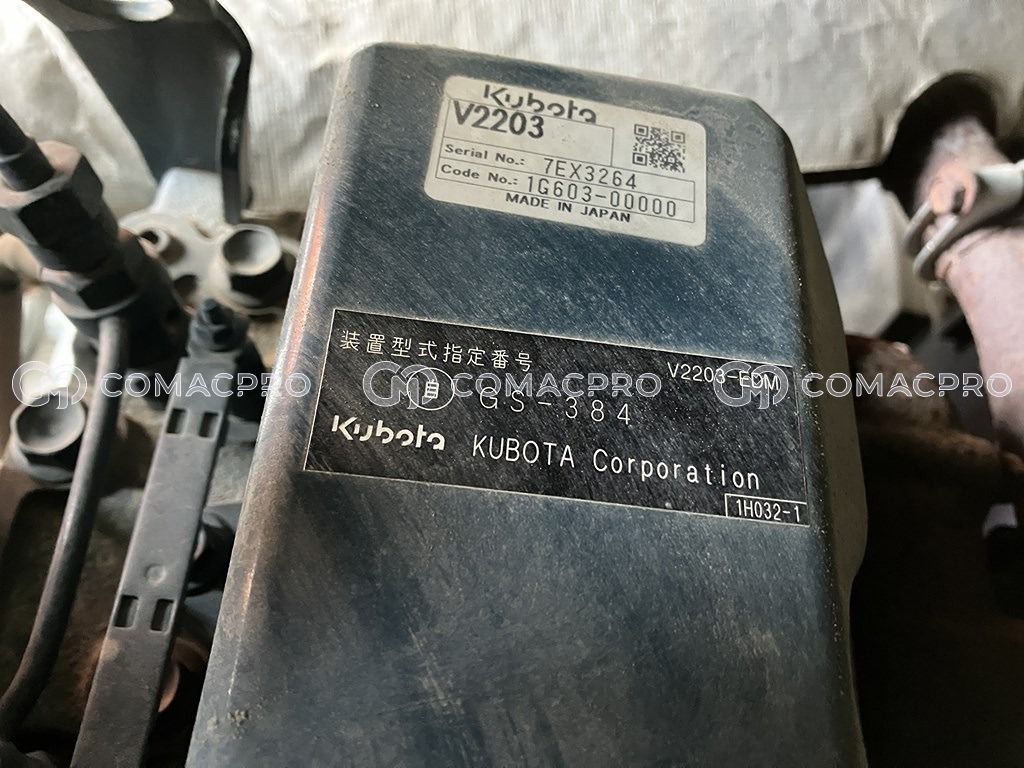 Kubota
V2203
Serial No.: 7EX3264
Code No.: 1G603-00000
MADE IN JAPAN
装置型式指定番号 V2203-EDM
自 GS-384
COMACPRO COMACPRO COMACPRO
Kubota KUBOTA Corporation
1H032-1